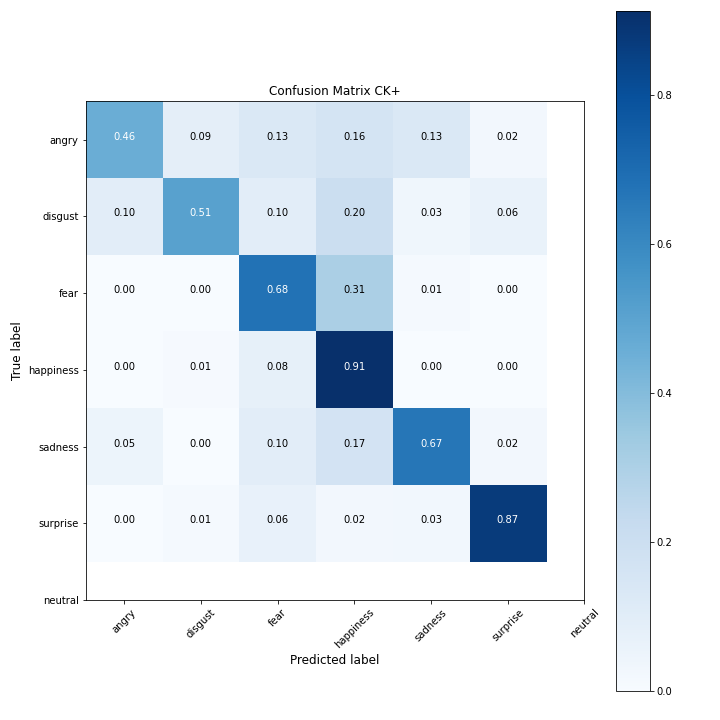 Confusion Matrix CK+
angry 0.46 0.09 0.13 0.16 0.13 0.02
disgust 0.10 0.51 0.10 0.20 0.03 0.06
fear 0.00 0.00 0.68 0.31 0.01 0.00
happiness 0.00 0.01 0.08 0.91 0.00 0.00
sadness 0.05 0.00 0.10 0.17 0.67 0.02
surprise 0.00 0.01 0.06 0.02 0.03 0.87
neutral
True label
angry disgust fear happiness sadness surprise neutral
Predicted label
0.8
0.6
0.4
0.2
0.0